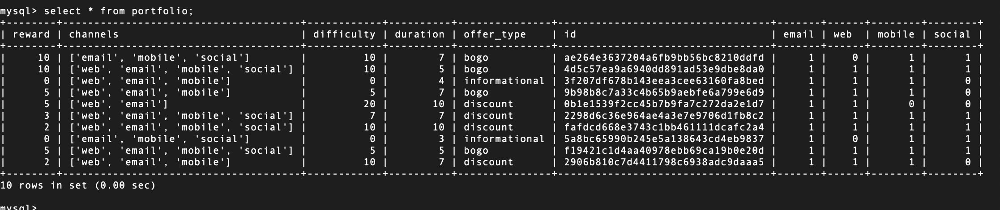 mysql> select * from portfolio;
+--------+--------------------------------------+------------+----------+---------------+----------------------------------+-------+------+--------+--------+
| reward | channels                             | difficulty | duration | offer_type    | id                               | email | web  | mobile | social |
+--------+--------------------------------------+------------+----------+---------------+----------------------------------+-------+------+--------+--------+
|     10 | ['email', 'mobile', 'social']        |         10 |        7 | bogo          | ae264e3637204a6fb9bb56bc8210ddfd |     1 |    0 |      1 |      1 |
|     10 | ['web', 'email', 'mobile', 'social'] |         10 |        5 | bogo          | 4d5c57ea9a6940dd891ad53e9dbe8da0 |     1 |    1 |      1 |      1 |
|      0 | ['web', 'email', 'mobile']           |          0 |        4 | informational | 3f207df678b143eea3cee63160fa8bed |     1 |    1 |      1 |      0 |
|      5 | ['web', 'email', 'mobile']           |          5 |        7 | bogo          | 9b98b8c7a33c4b65b9aebfe6a799e6d9 |     1 |    1 |      1 |      0 |
|      5 | ['web', 'email']                     |         20 |       10 | discount      | 0b1e1539f2cc45b7b9fa7c272da2e1d7 |     1 |    1 |      0 |      0 |
|      3 | ['web', 'email', 'mobile', 'social'] |          7 |        7 | discount      | 2298d6c36e964ae4a3e7e9706d1fb8c2 |     1 |    1 |      1 |      1 |
|      2 | ['web', 'email', 'mobile', 'social'] |         10 |       10 | discount      | fafdcd668e3743c1bb461111dcafc2a4 |     1 |    1 |      1 |      1 |
|      0 | ['email', 'mobile', 'social']        |          0 |        3 | informational | 5a8bc65990b245e5a138643cd4eb9837 |     1 |    0 |      1 |      1 |
|      5 | ['web', 'email', 'mobile', 'social'] |          5 |        5 | bogo          | f19421c1d4aa40978ebb69ca19b0e20d |     1 |    1 |      1 |      1 |
|      2 | ['web', 'email', 'mobile']           |         10 |        7 | discount      | 2906b810c7d4411798c6938adc9daaa5 |     1 |    1 |      1 |      0 |
+--------+--------------------------------------+------------+----------+---------------+----------------------------------+-------+------+--------+--------+
10 rows in set (0.00 sec)
mysql>